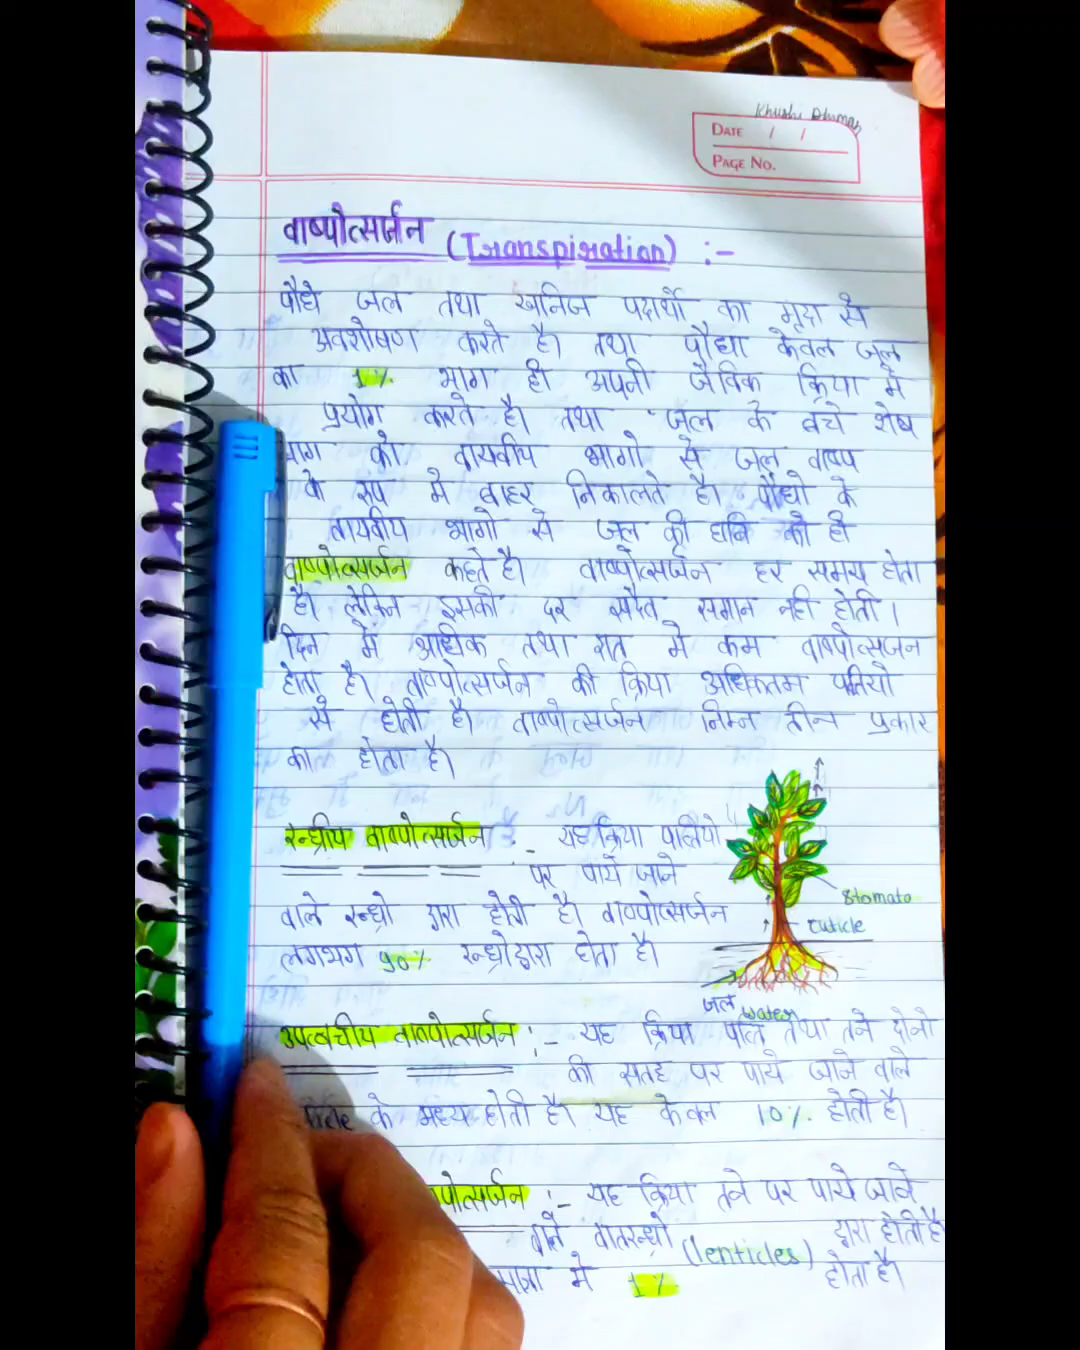 Khushi Dhiman
DATE / /
PAGE NO.
वाष्पोत्सर्जन (Transpiration) :-
पौधे जल तथा खनिज पदार्थो का मृदा से
अवशोषण करते है। तथा पौधा केवल जल
का 1% भाग ही अपनी जैविक क्रिया मे
प्रयोग करते है। तथा जल के बचे शेष
भाग को वायवीय भागो से जल वाष्प
के रुप मे बाहर निकालते है। पौधो के
वायवीय भागो से जल की हानि को ही
वाष्पोत्सर्जन कहते है। वाष्पोत्सर्जन हर समय होता
है। लेकिन इसकी दर सदैव समान नही होती।
दिन मे अधिक तथा रात मे कम वाष्पोत्सर्जन
होता है। वाष्पोत्सर्जन की क्रिया अधिकतम पत्तियो
से होती है। वाष्पोत्सर्जन निम्न तीन प्रकार
का होता है।
रन्ध्रीय वाष्पोत्सर्जन :- यह क्रिया पत्तियो
पर पाये जाने
वाले रन्ध्रो द्वारा होती है। वाष्पोत्सर्जन
लगभग 90% रन्ध्रो द्वारा होता है।
Stomata
cuticle
जल water
उपत्वचीय वाष्पोत्सर्जन :- यह क्रिया पत्ति तथा तने दोनो
की सतह पर पाये जाने वाले
के मध्य होती है। यह केवल 10% होती है।
:- यह क्रिया तने पर पाये जाने
वाले वातरन्ध्रो (lenticles) द्वारा होती है
मात्रा मे 1% होता है।